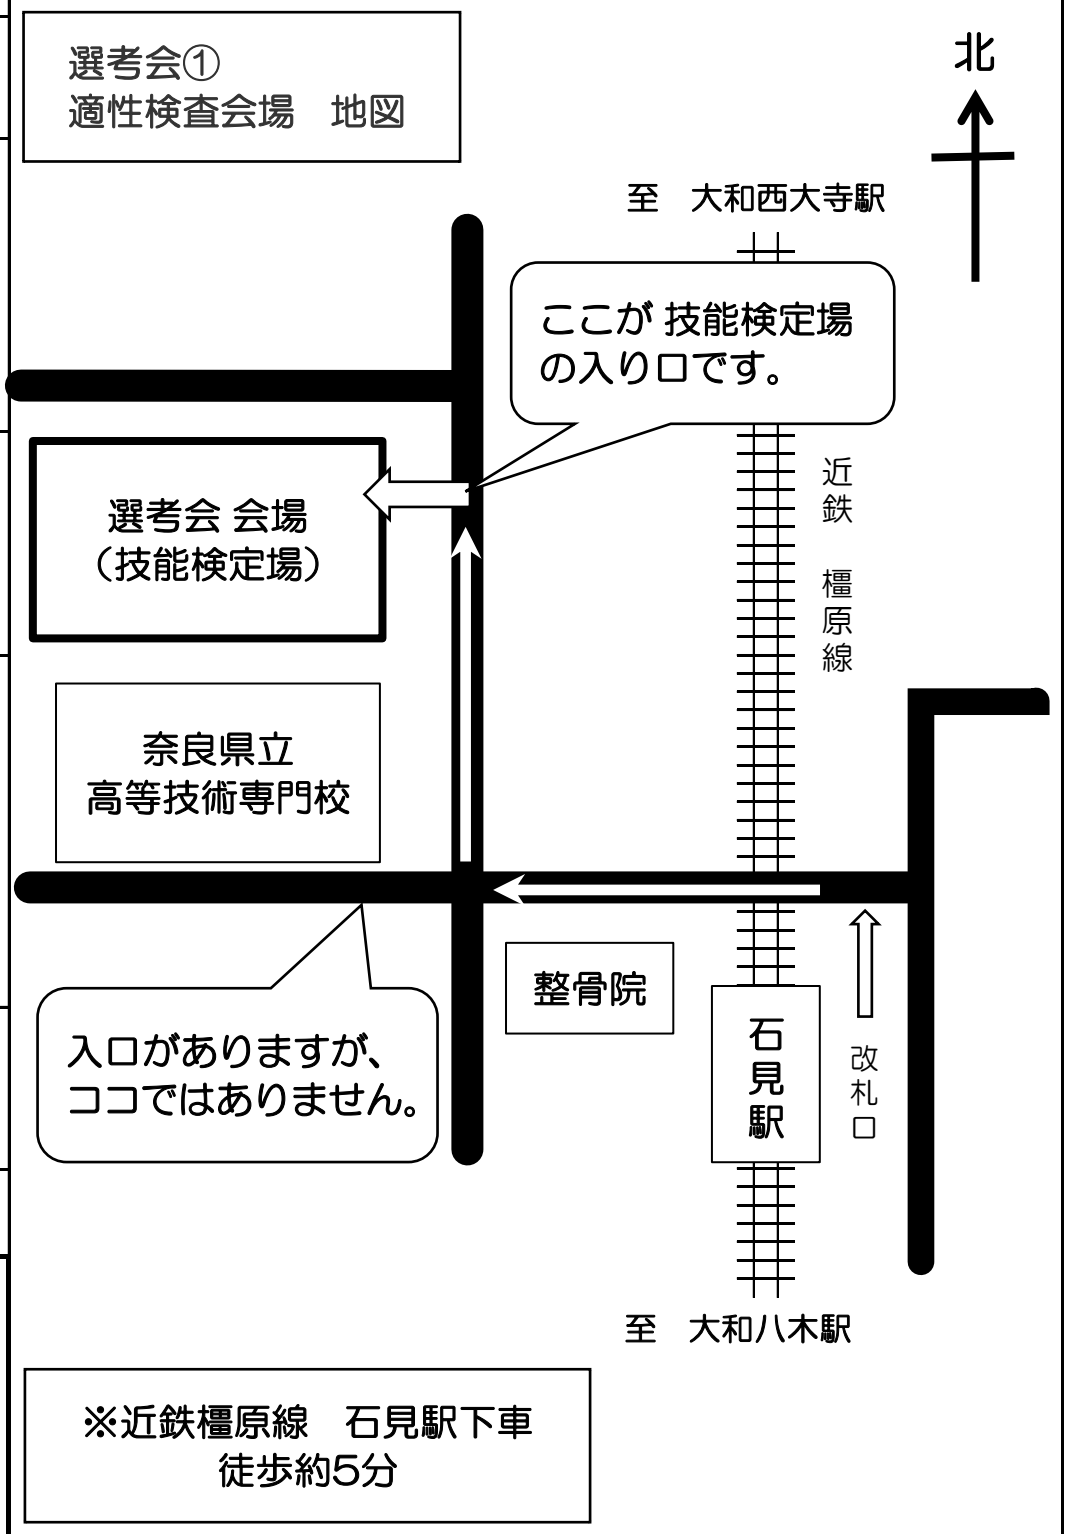 選考会①
適性検査会場　地図
北
至　大和西大寺駅
ここが 技能検定場
の入り口です。
近鉄　橿原線
選考会 会場
（技能検定場）
奈良県立
高等技術専門校
整骨院
入口がありますが、
ココではありません。
石見駅
改札口
至　大和八木駅
※近鉄橿原線　石見駅下車
徒歩約5分